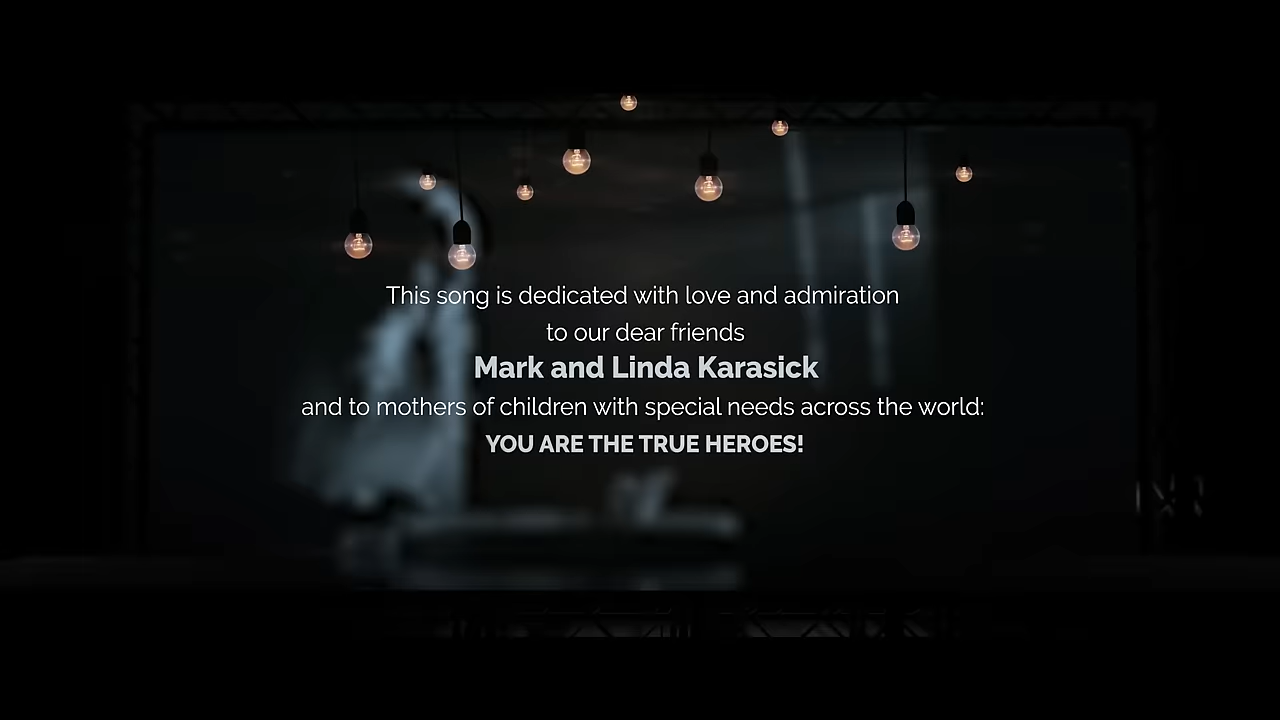 This song is dedicated with love and admiration
to our dear friends
Mark and Linda Karasick
and to mothers of children with special needs across the world:
YOU ARE THE TRUE HEROES!